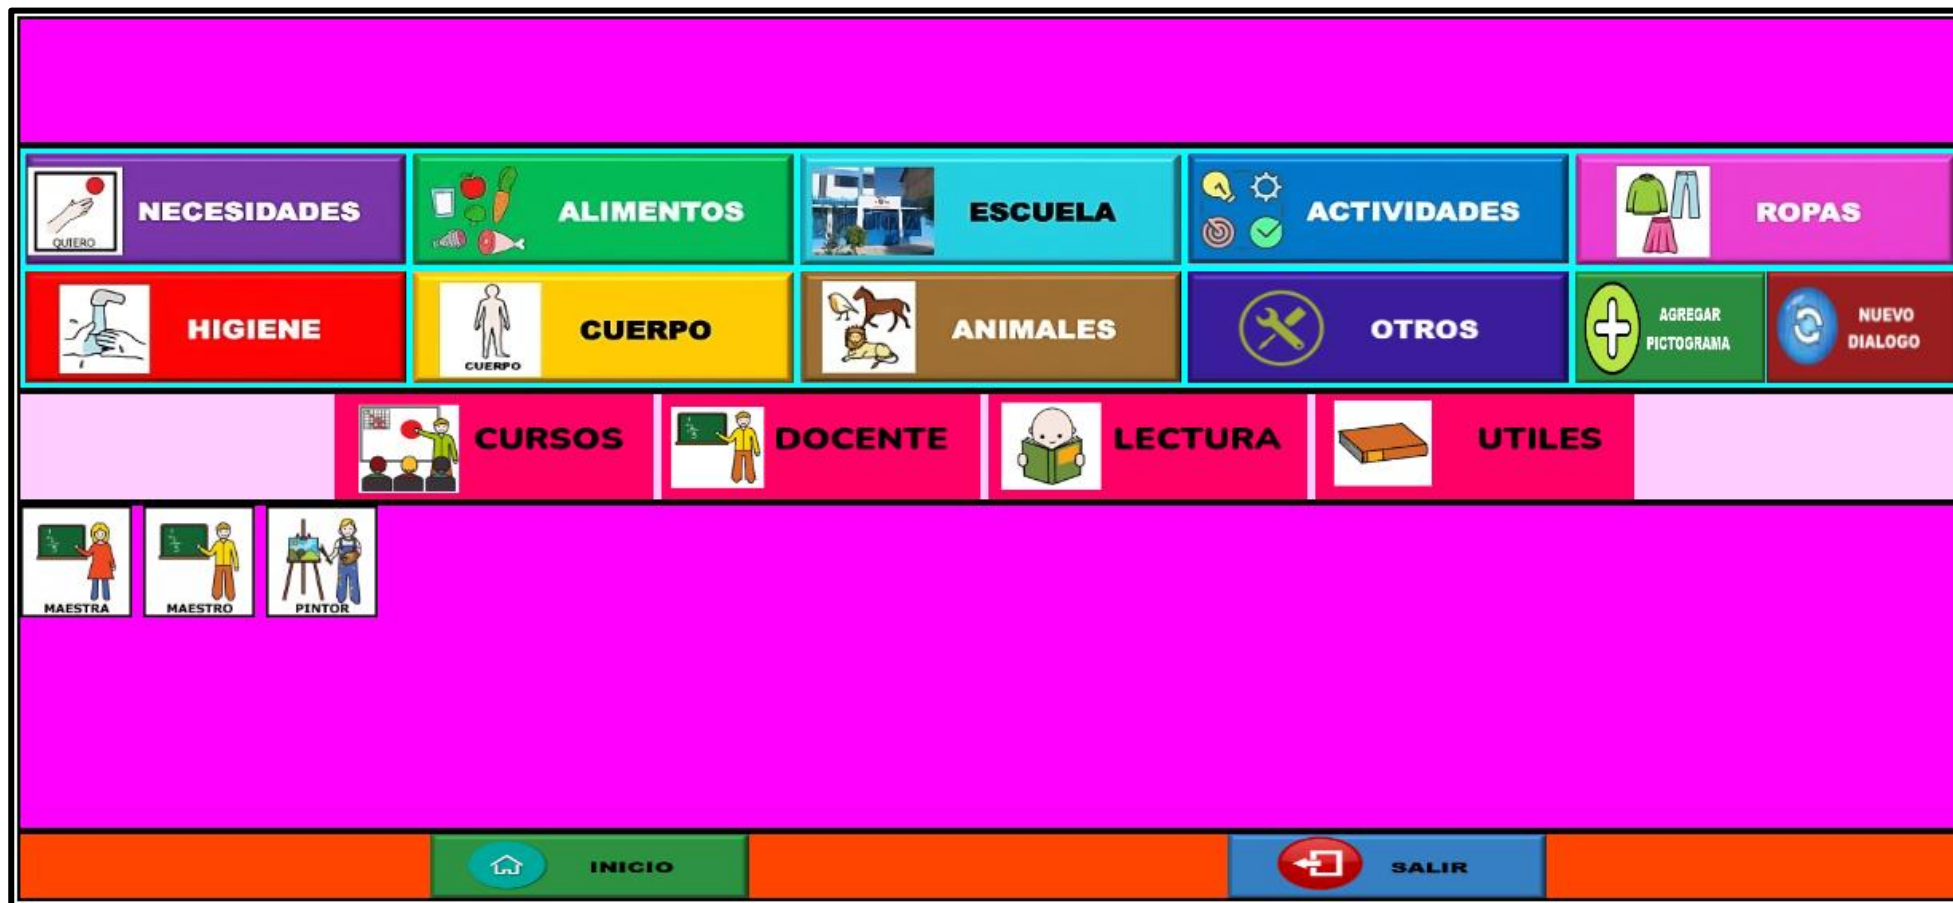 QUIERO
NECESIDADES
ALIMENTOS
ESCUELA
ACTIVIDADES
ROPAS
HIGIENE
CUERPO
CUERPO
ANIMALES
OTROS
AGREGAR
PICTOGRAMA
NUEVO
DIALOGO
CURSOS
DOCENTE
LECTURA
UTILES
MAESTRA
MAESTRO
PINTOR
INICIO
SALIR